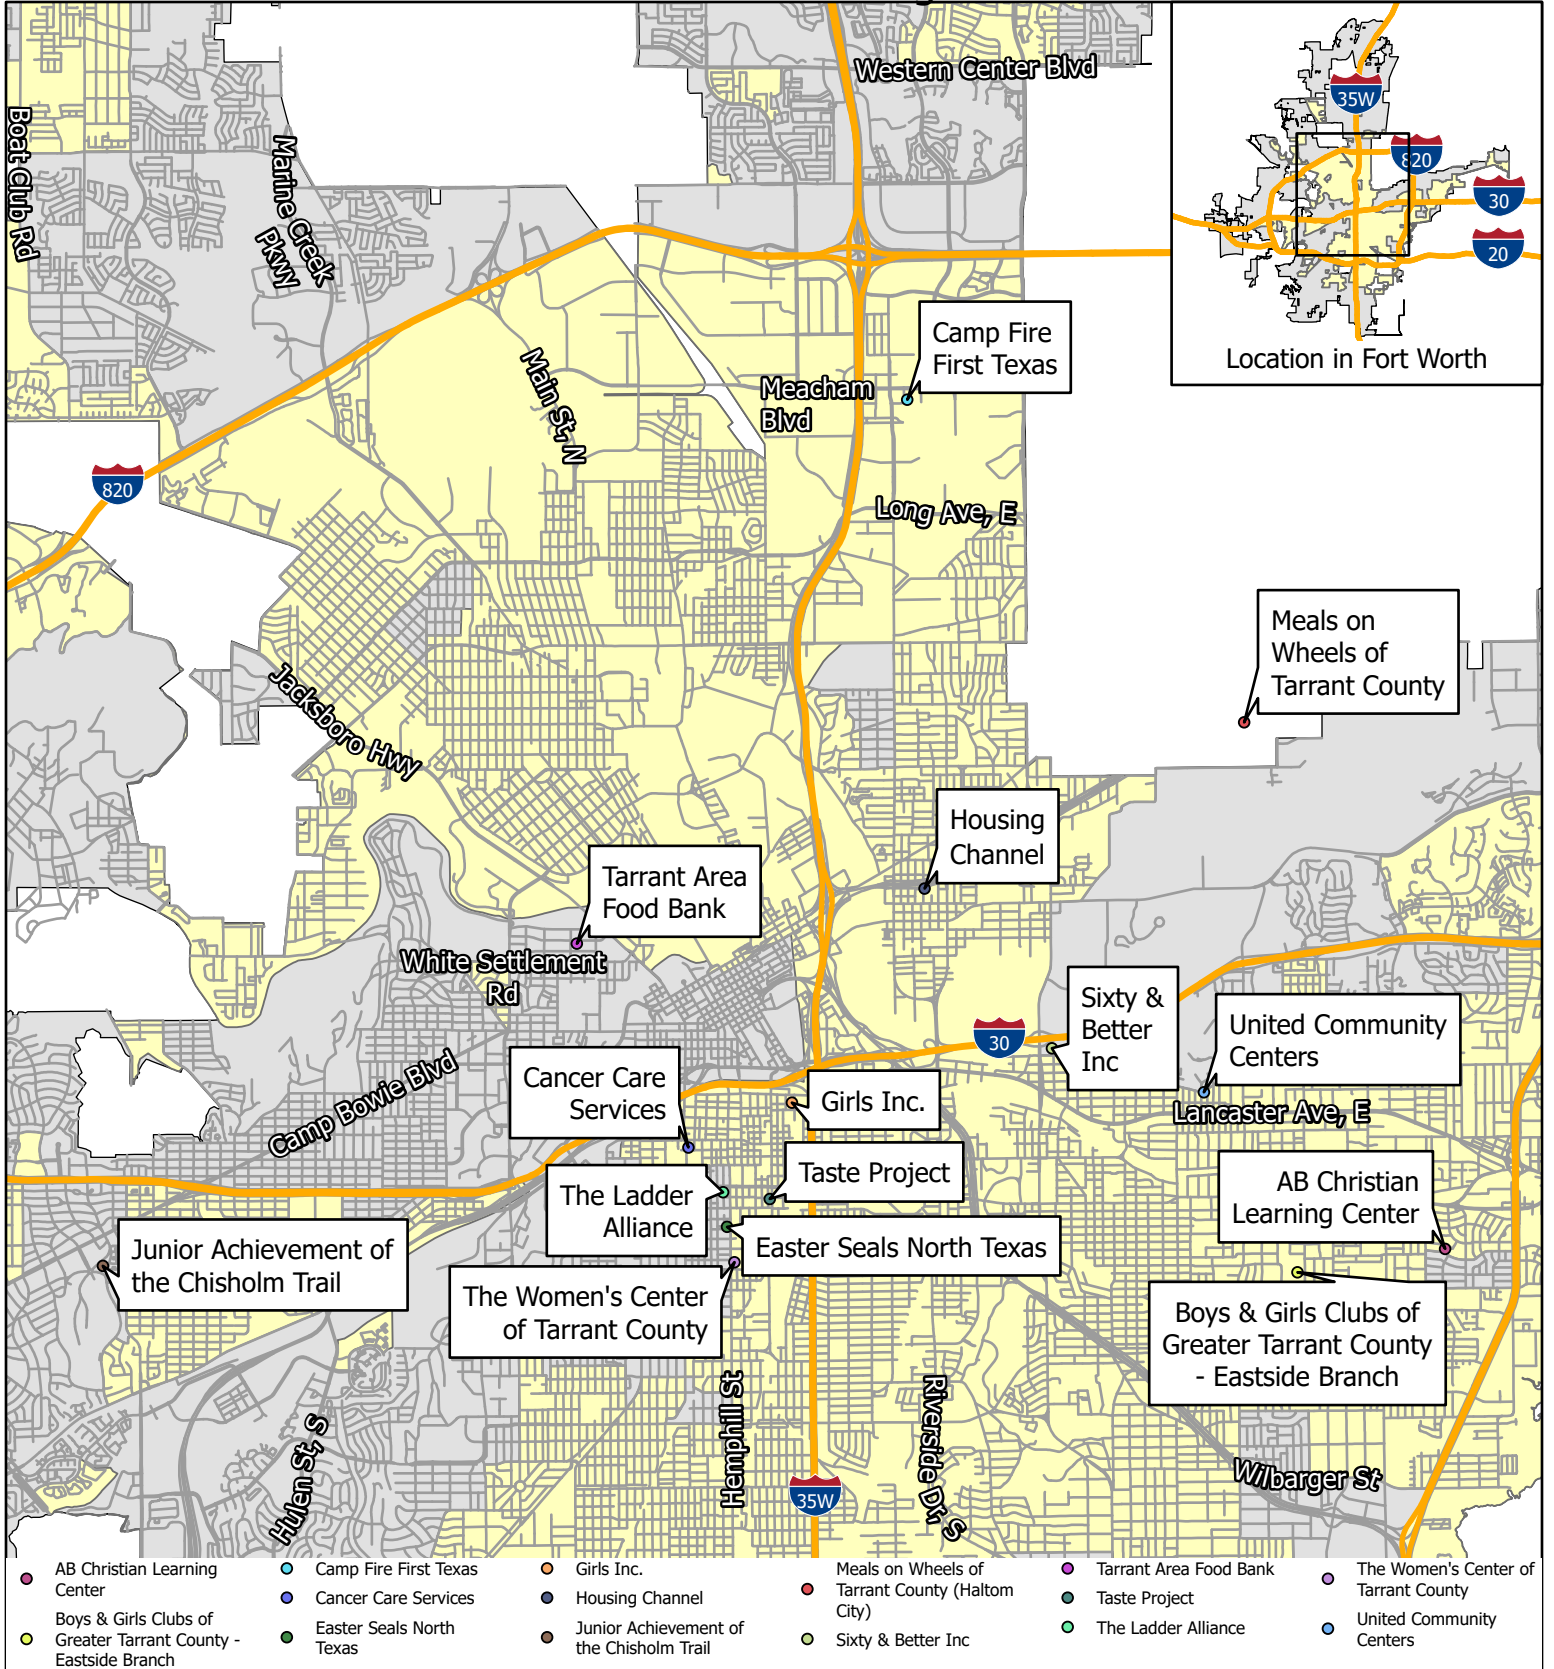 Western Center Blvd
Boat Club Rd
Marine Creek
Pkwy
35W
820
30
20
Location in Fort Worth
Camp Fire
First Texas
Main St, N
Meacham
Blvd
820
Long Ave, E
Meals on
Wheels of
Tarrant County
Jacksboro Hwy
Housing
Channel
Tarrant Area
Food Bank
White Settlement
Rd
Sixty &
Better
Inc
United Community
Centers
30
Cancer Care
Services
Girls Inc.
Lancaster Ave, E
Camp Bowie Blvd
Taste Project
The Ladder
Alliance
AB Christian
Learning Center
Junior Achievement of
the Chisholm Trail
Easter Seals North Texas
The Women's Center
of Tarrant County
Boys & Girls Clubs of
Greater Tarrant County
- Eastside Branch
Hemphill St
Riverside Dr, S
Hulen St, S
Wilbarger St
35W
AB Christian Learning
Center
Boys & Girls Clubs of
Greater Tarrant County -
Eastside Branch
Camp Fire First Texas
Cancer Care Services
Easter Seals North
Texas
Girls Inc.
Housing Channel
Junior Achievement of
the Chisholm Trail
Meals on Wheels of
Tarrant County (Haltom
City)
Sixty & Better Inc
Tarrant Area Food Bank
Taste Project
The Ladder Alliance
The Women's Center of
Tarrant County
United Community
Centers